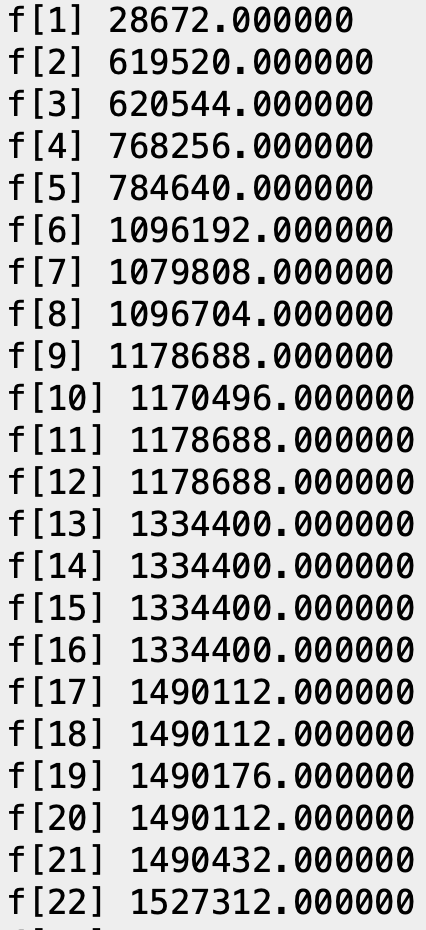 f[1] 28672.000000
f[2] 619520.000000
f[3] 620544.000000
f[4] 768256.000000
f[5] 784640.000000
f[6] 1096192.000000
f[7] 1079808.000000
f[8] 1096704.000000
f[9] 1178688.000000
f[10] 1170496.000000
f[11] 1178688.000000
f[12] 1178688.000000
f[13] 1334400.000000
f[14] 1334400.000000
f[15] 1334400.000000
f[16] 1334400.000000
f[17] 1490112.000000
f[18] 1490112.000000
f[19] 1490176.000000
f[20] 1490112.000000
f[21] 1490432.000000
f[22] 1527312.000000